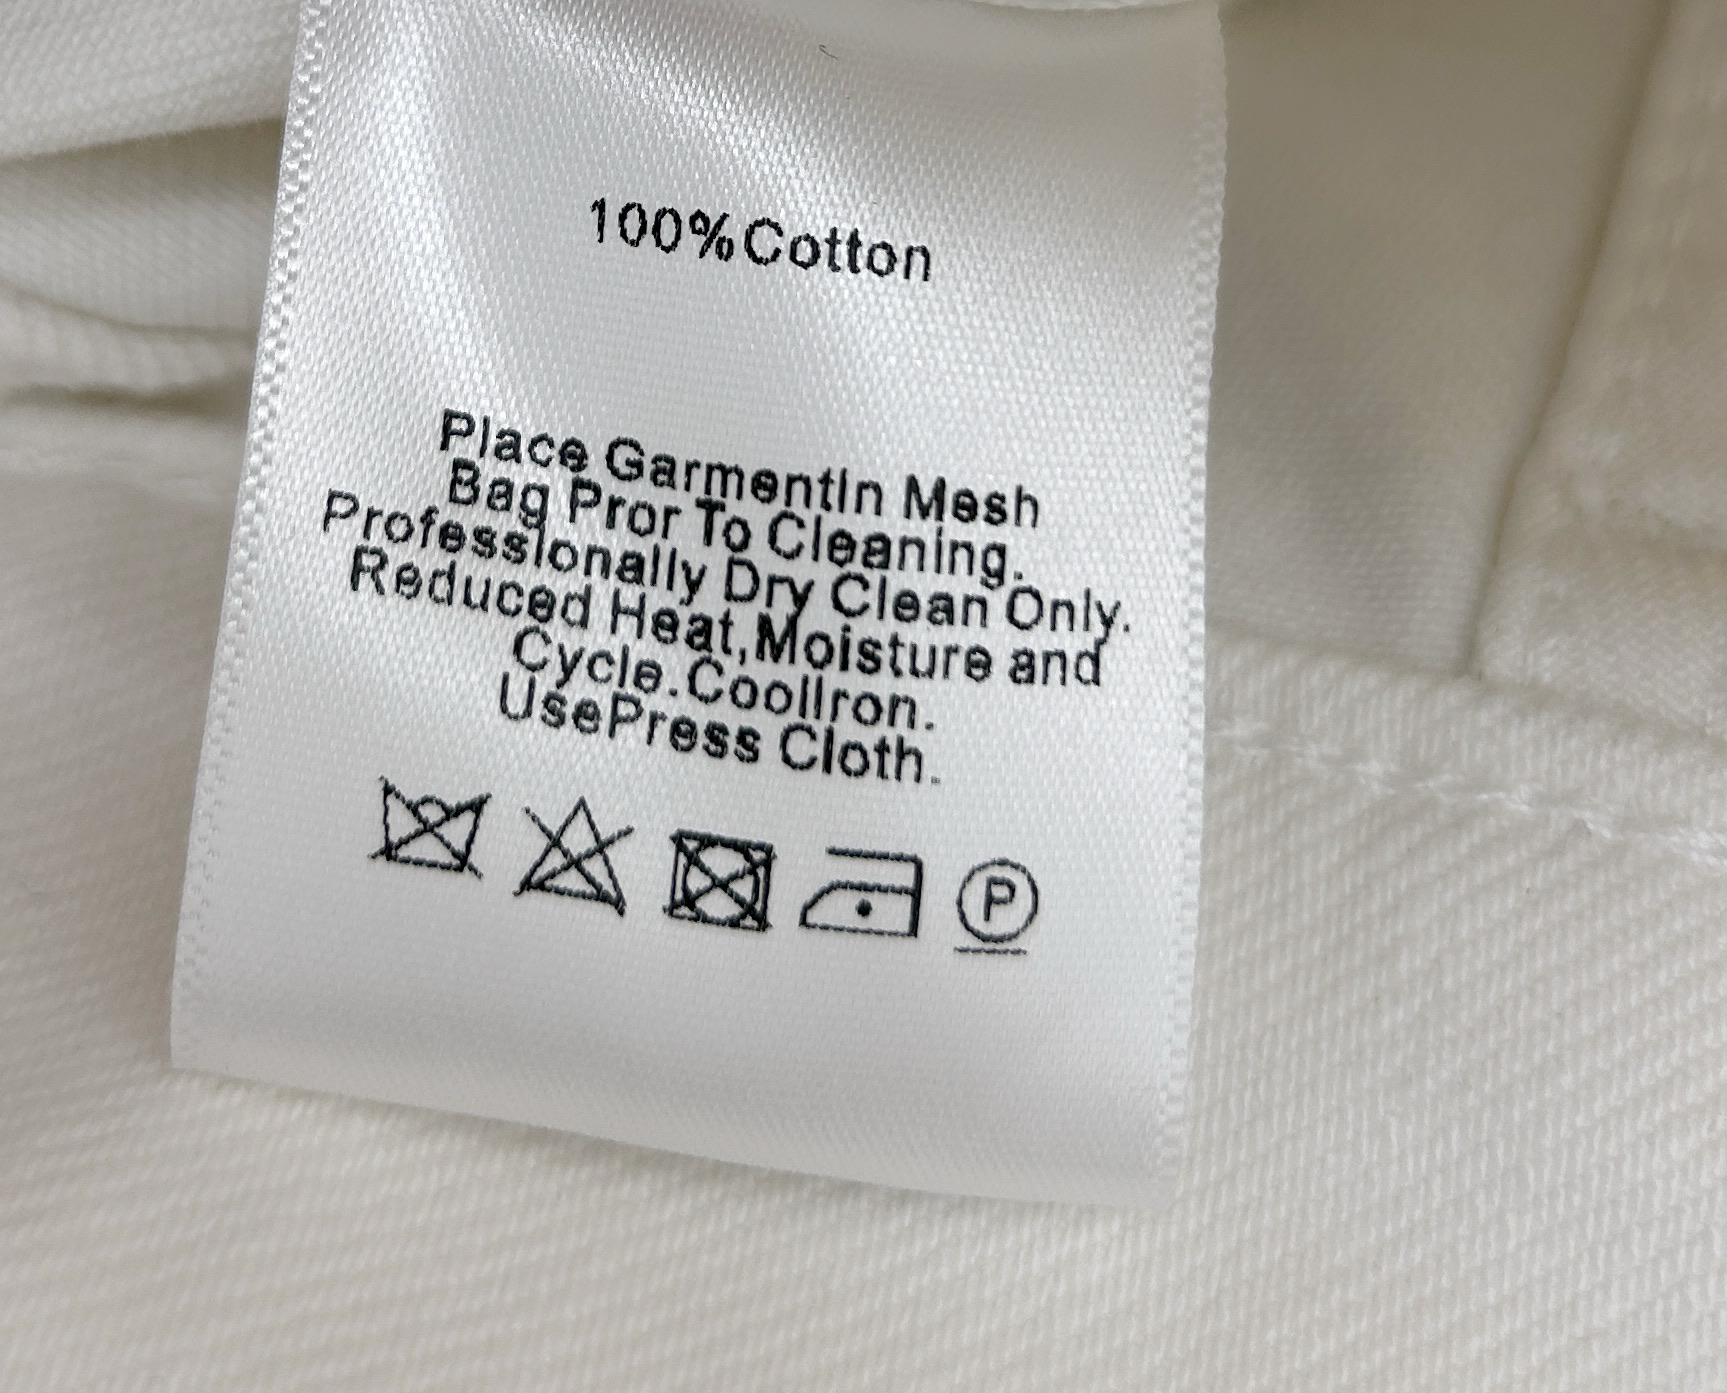 100%Cotton
Place GarmentIn Mesh
Bag Pror To Cleaning.
Professionally Dry Clean Only.
Reduced Heat,Moisture and
Cycle.CoolIron.
UsePress Cloth.
P